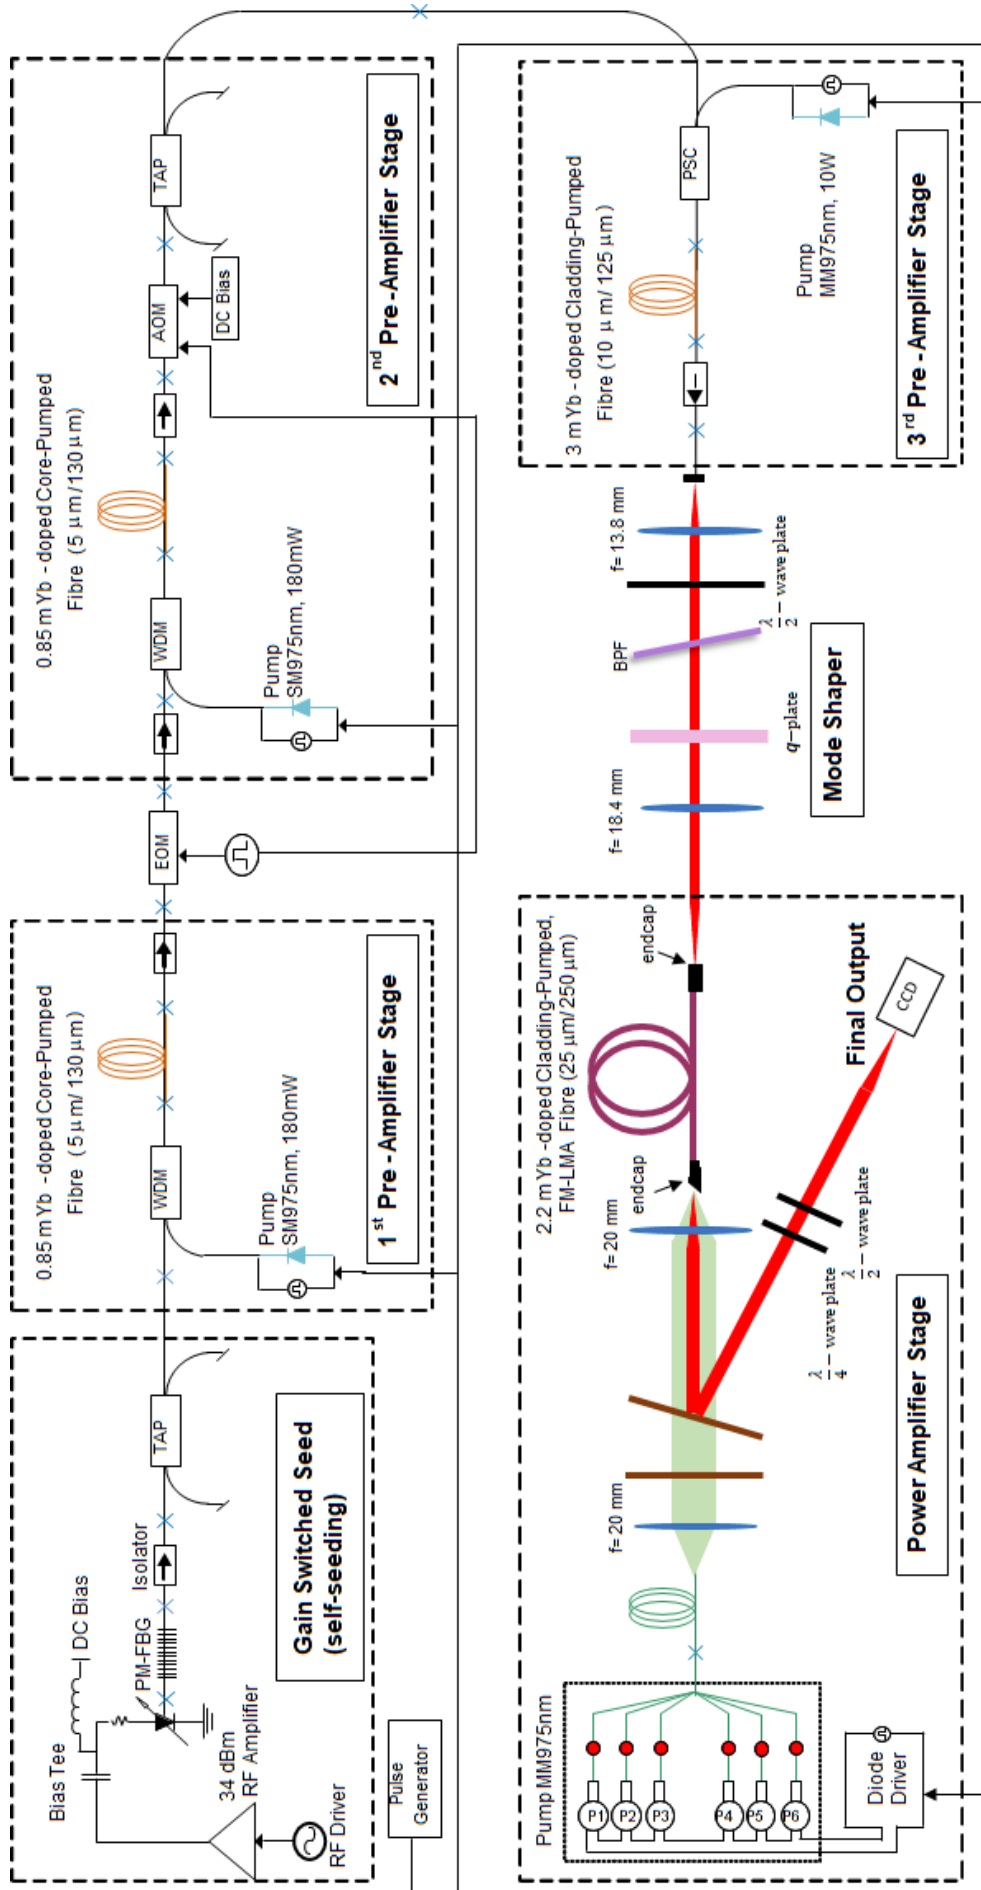 Bias Tee
DC Bias
PM-FBG
Isolator
34 dBm
RF Amplifier
RF Driver
TAP
Gain Switched Seed
(self-seeding)
Pulse
Generator
0.85 m Yb -doped Core-Pumped
Fibre (5 μm/ 130 μm)
WDM
Pump
SM975nm, 180mW
1st Pre -Amplifier Stage
EOM
0.85 m Yb -doped Core-Pumped
Fibre (5 μm/130 μm)
WDM
Pump
SM975nm, 180mW
AOM
DC Bias
TAP
2nd Pre -Amplifier Stage
PSC
Pump
MM975nm, 10W
3 m Yb -doped Cladding-Pumped
Fibre (10 μm/ 125 μm)
3rd Pre-Amplifier Stage
f= 13.8 mm
λ/2 – wave plate
BPF
q–plate
f= 18.4 mm
Mode Shaper
endcap
2.2 m Yb -doped Cladding-Pumped,
FM-LMA Fibre (25 μm/250 μm)
endcap
f= 20 mm
f= 20 mm
λ/4 – wave plate
λ/2 – wave plate
CCD
Final Output
Power Amplifier Stage
Pump MM975nm
P1
P2
P3
P4
P5
P6
Diode
Driver